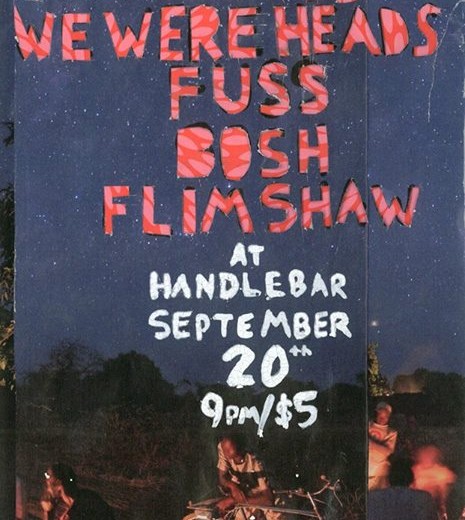 WE WERE HEADS
FUSS
BOSH
FLIMSHAW
AT
HANDLEBAR
SEPTEMBER
20th
9pm/$5